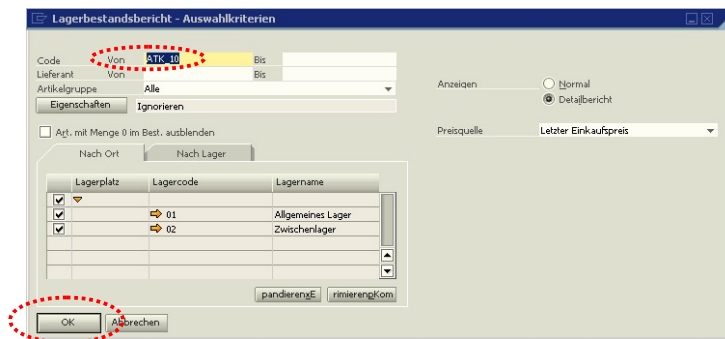 Lagerbestandsbericht - Auswahlkriterien
Code Von ATK_10 Bis
Lieferant Von Bis
Artikelgruppe Alle
Eigenschaften Ignorieren
Art. mit Menge 0 im Best. ausblenden
Anzeigen Normal
Detailbericht
Preisquelle Letzter Einkaufspreis
Nach Ort Nach Lager
Lagerplatz Lagercode Lagername
01 Allgemeines Lager
02 Zwischenlager
pandierenxE rimierenpKom
OK Abbrechen